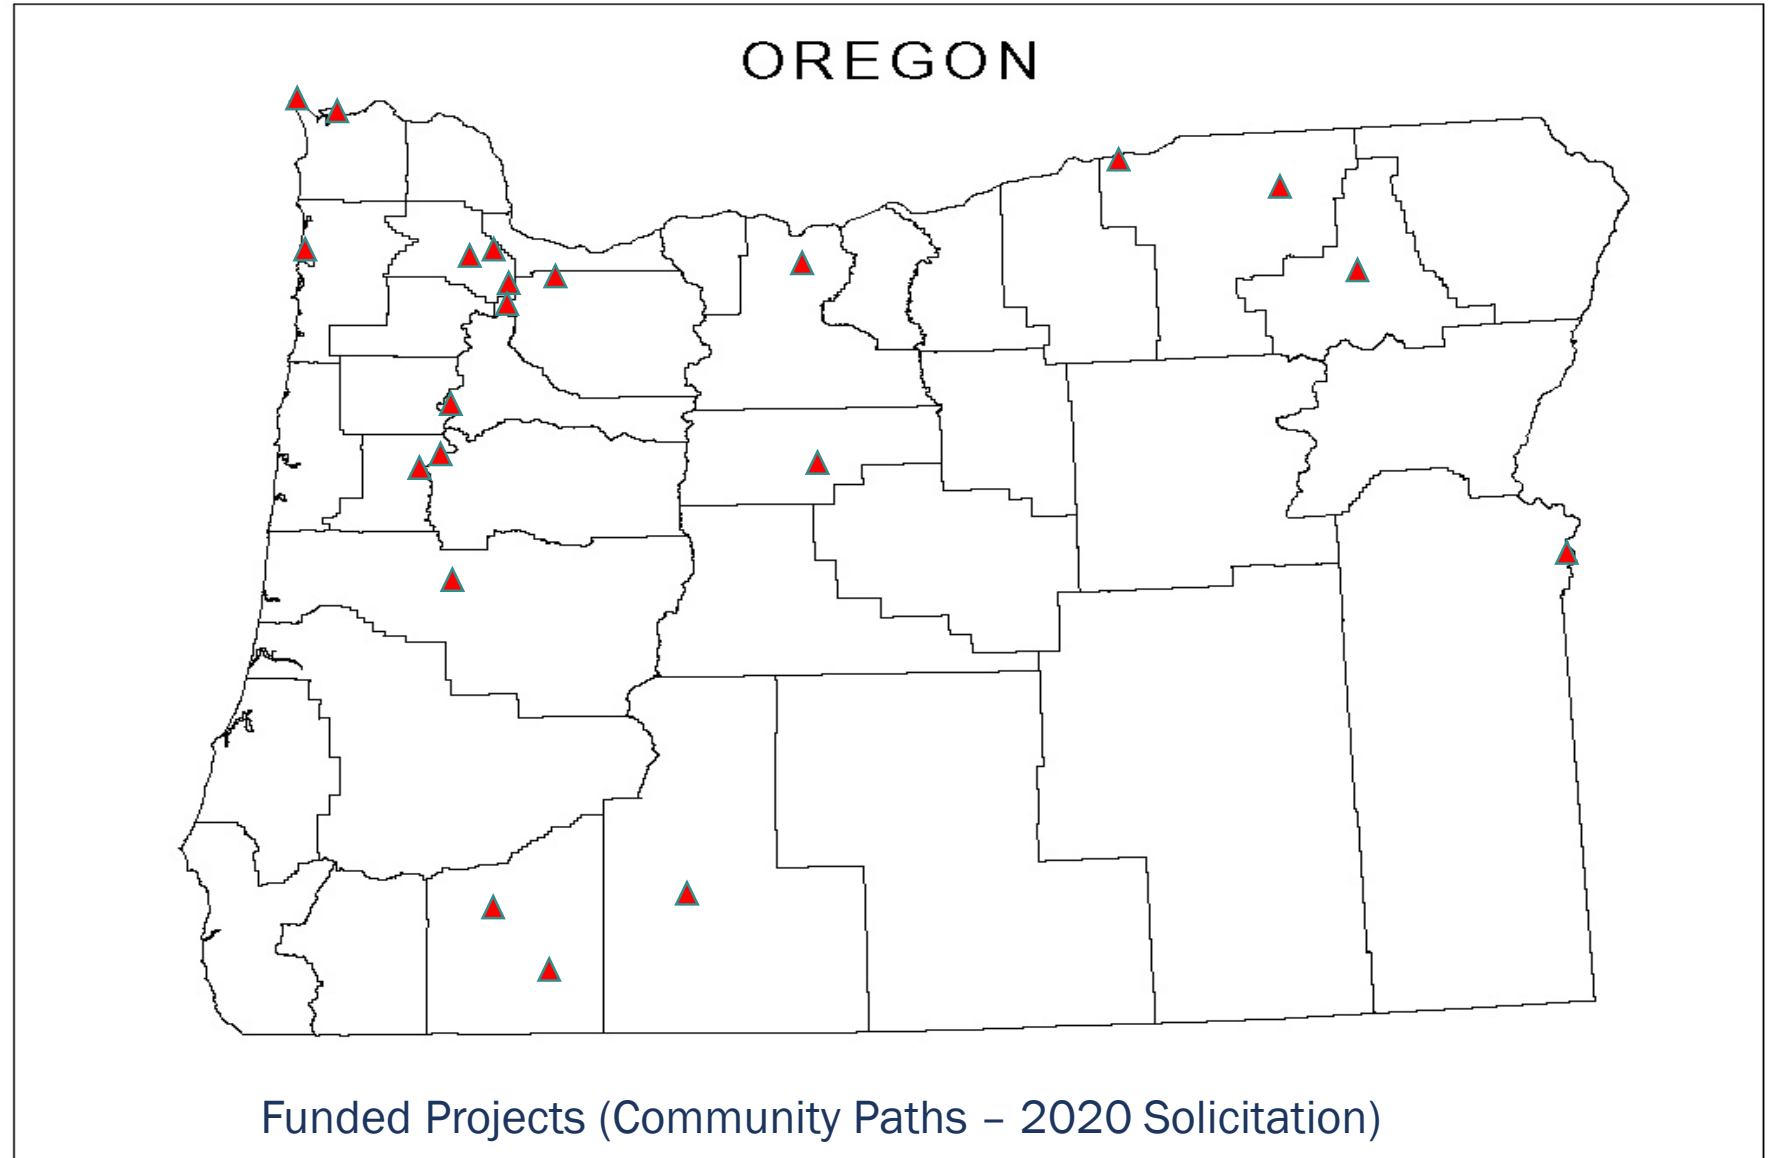 OREGON
Funded Projects (Community Paths – 2020 Solicitation)